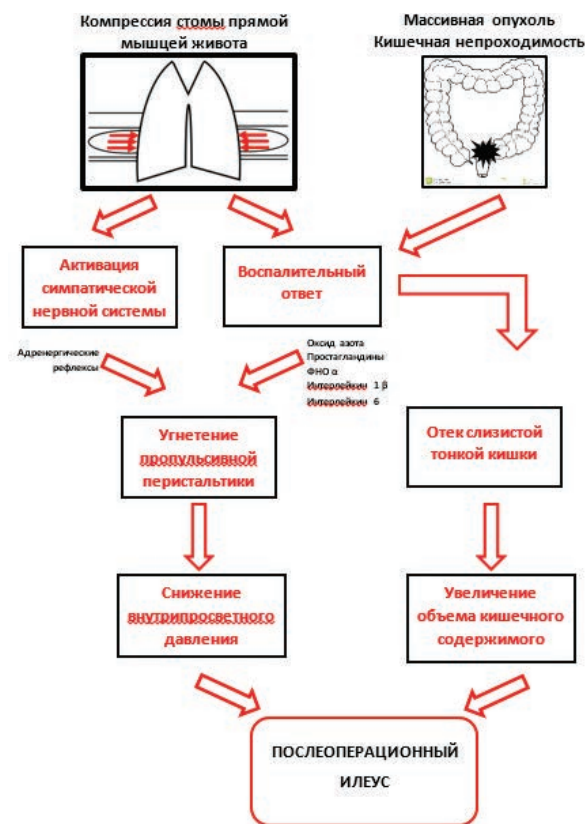 Компрессия стомы прямой
мышцей живота
Массивная опухоль
Кишечная непроходимость
Активация
симпатической
нервной системы
Воспалительный
ответ
Адренергические
рефлексы
Оксид азота
Простагландины
ФНО α
Интерлейкин 1 β
Интерлейкин 6
Угнетение
пропульсивной
перистальтики
Отек слизистой
тонкой кишки
Снижение
внутрипросветного
давления
Увеличение
объема кишечного
содержимого
ПОСЛЕОПЕРАЦИОННЫЙ
ИЛЕУС